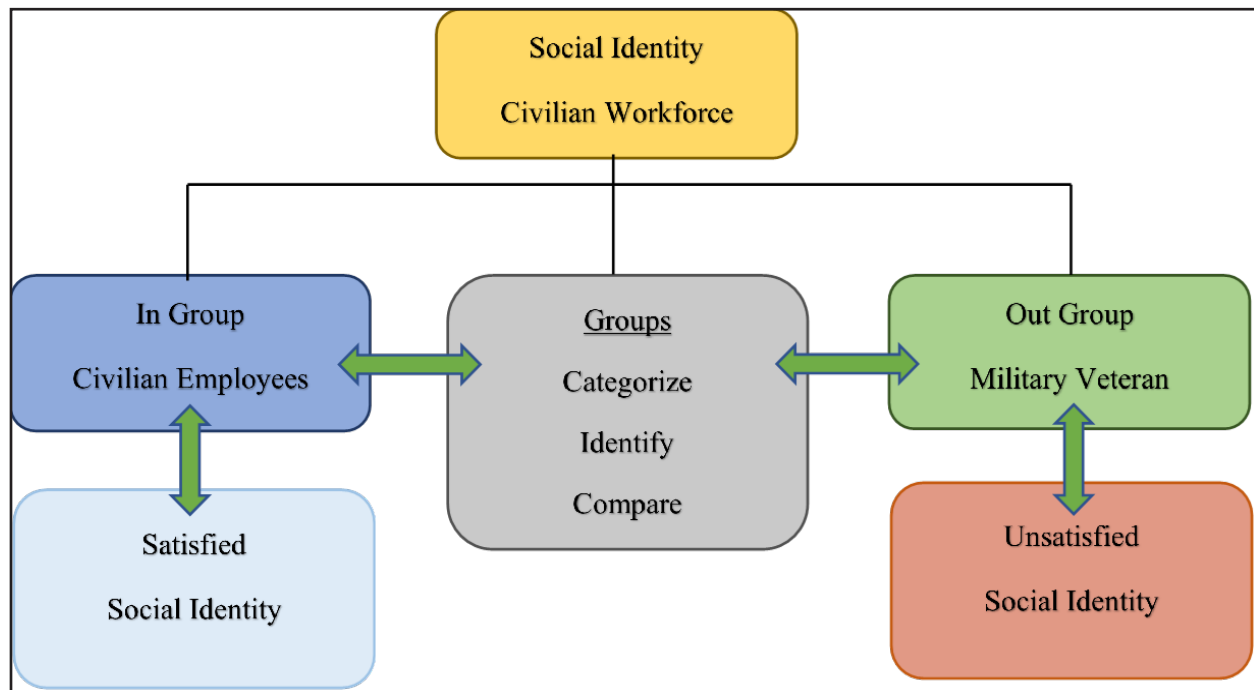 Social Identity
Civilian Workforce
In Group
Civilian Employees
Groups
Categorize
Identify
Compare
Out Group
Military Veteran
Satisfied
Social Identity
Unsatisfied
Social Identity